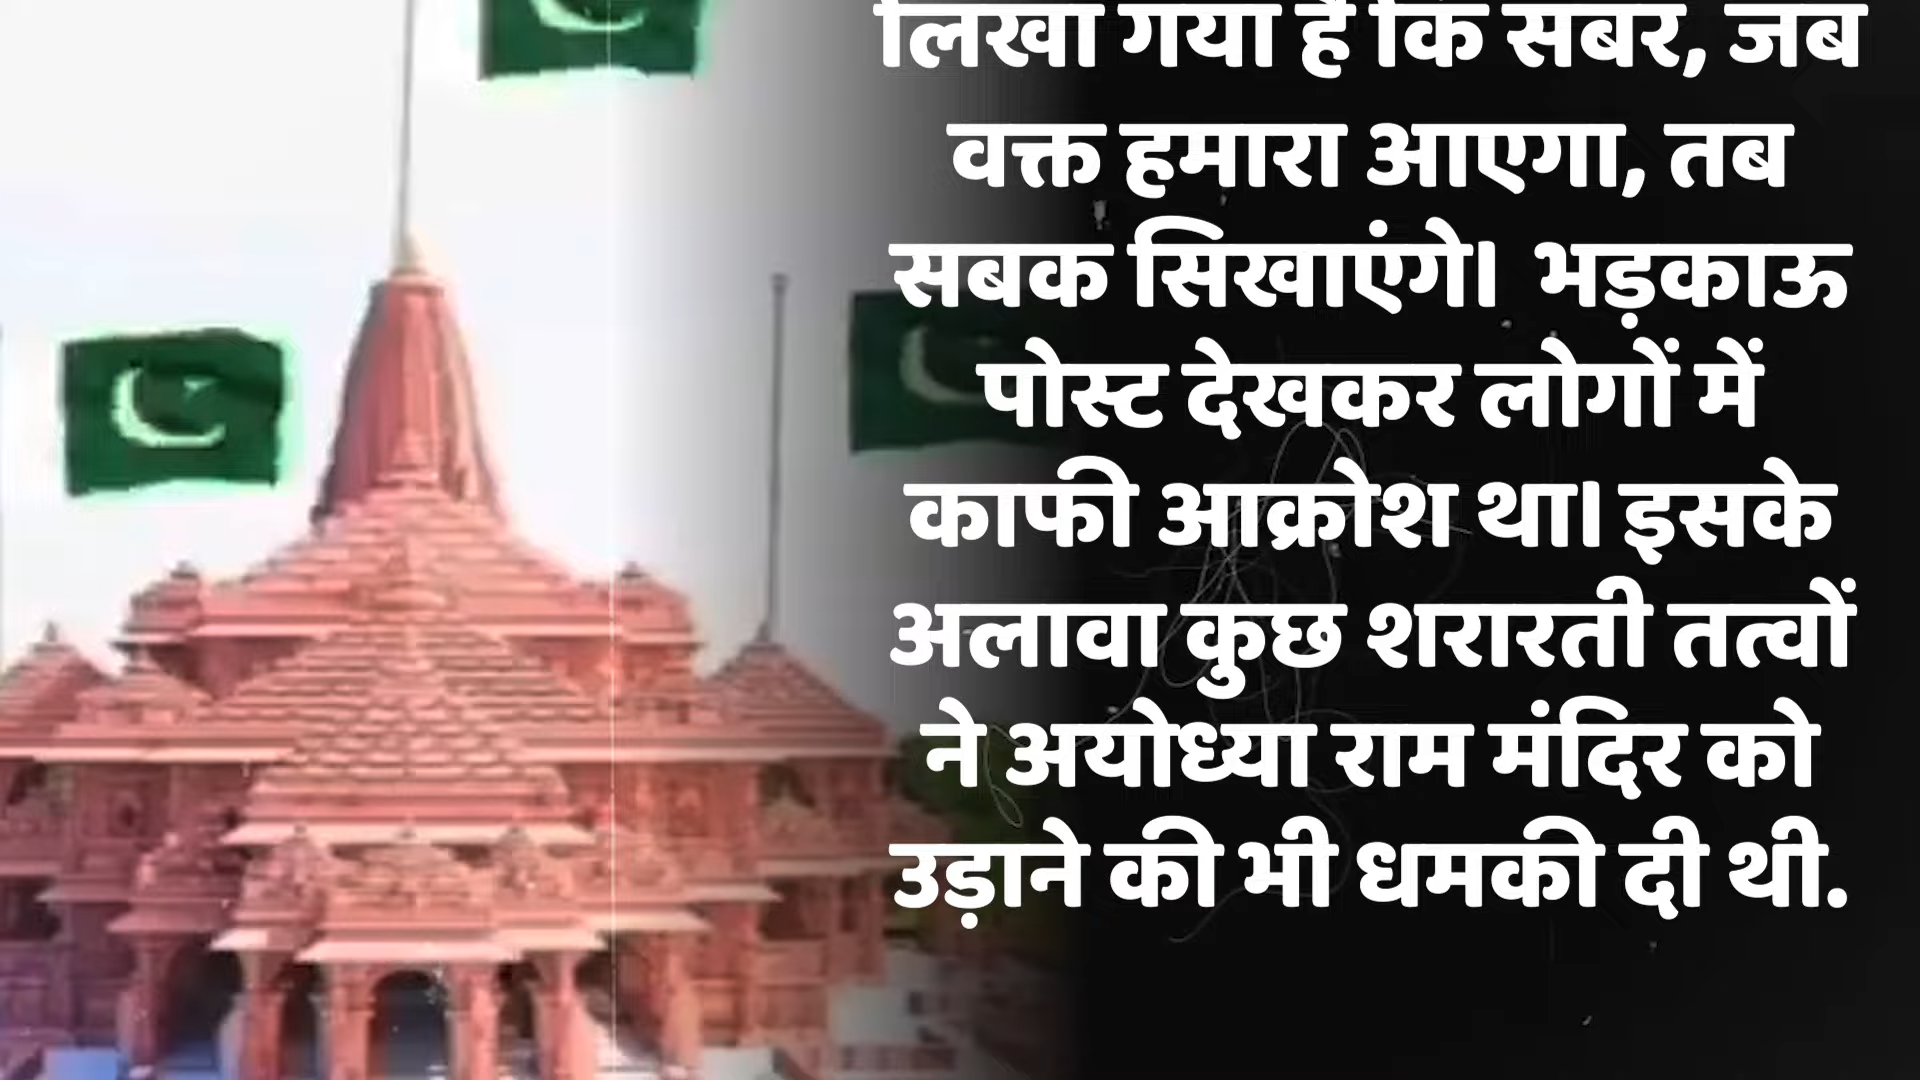 लिखा गया है कि सबर, जब
वक्त हमारा आएगा, तब
सबक सिखाएंगे। भड़काऊ
पोस्ट देखकर लोगों में
काफी आक्रोश था। इसके
अलावा कुछ शरारती तत्वों
ने अयोध्या राम मंदिर को
उड़ाने की भी धमकी दी थी.